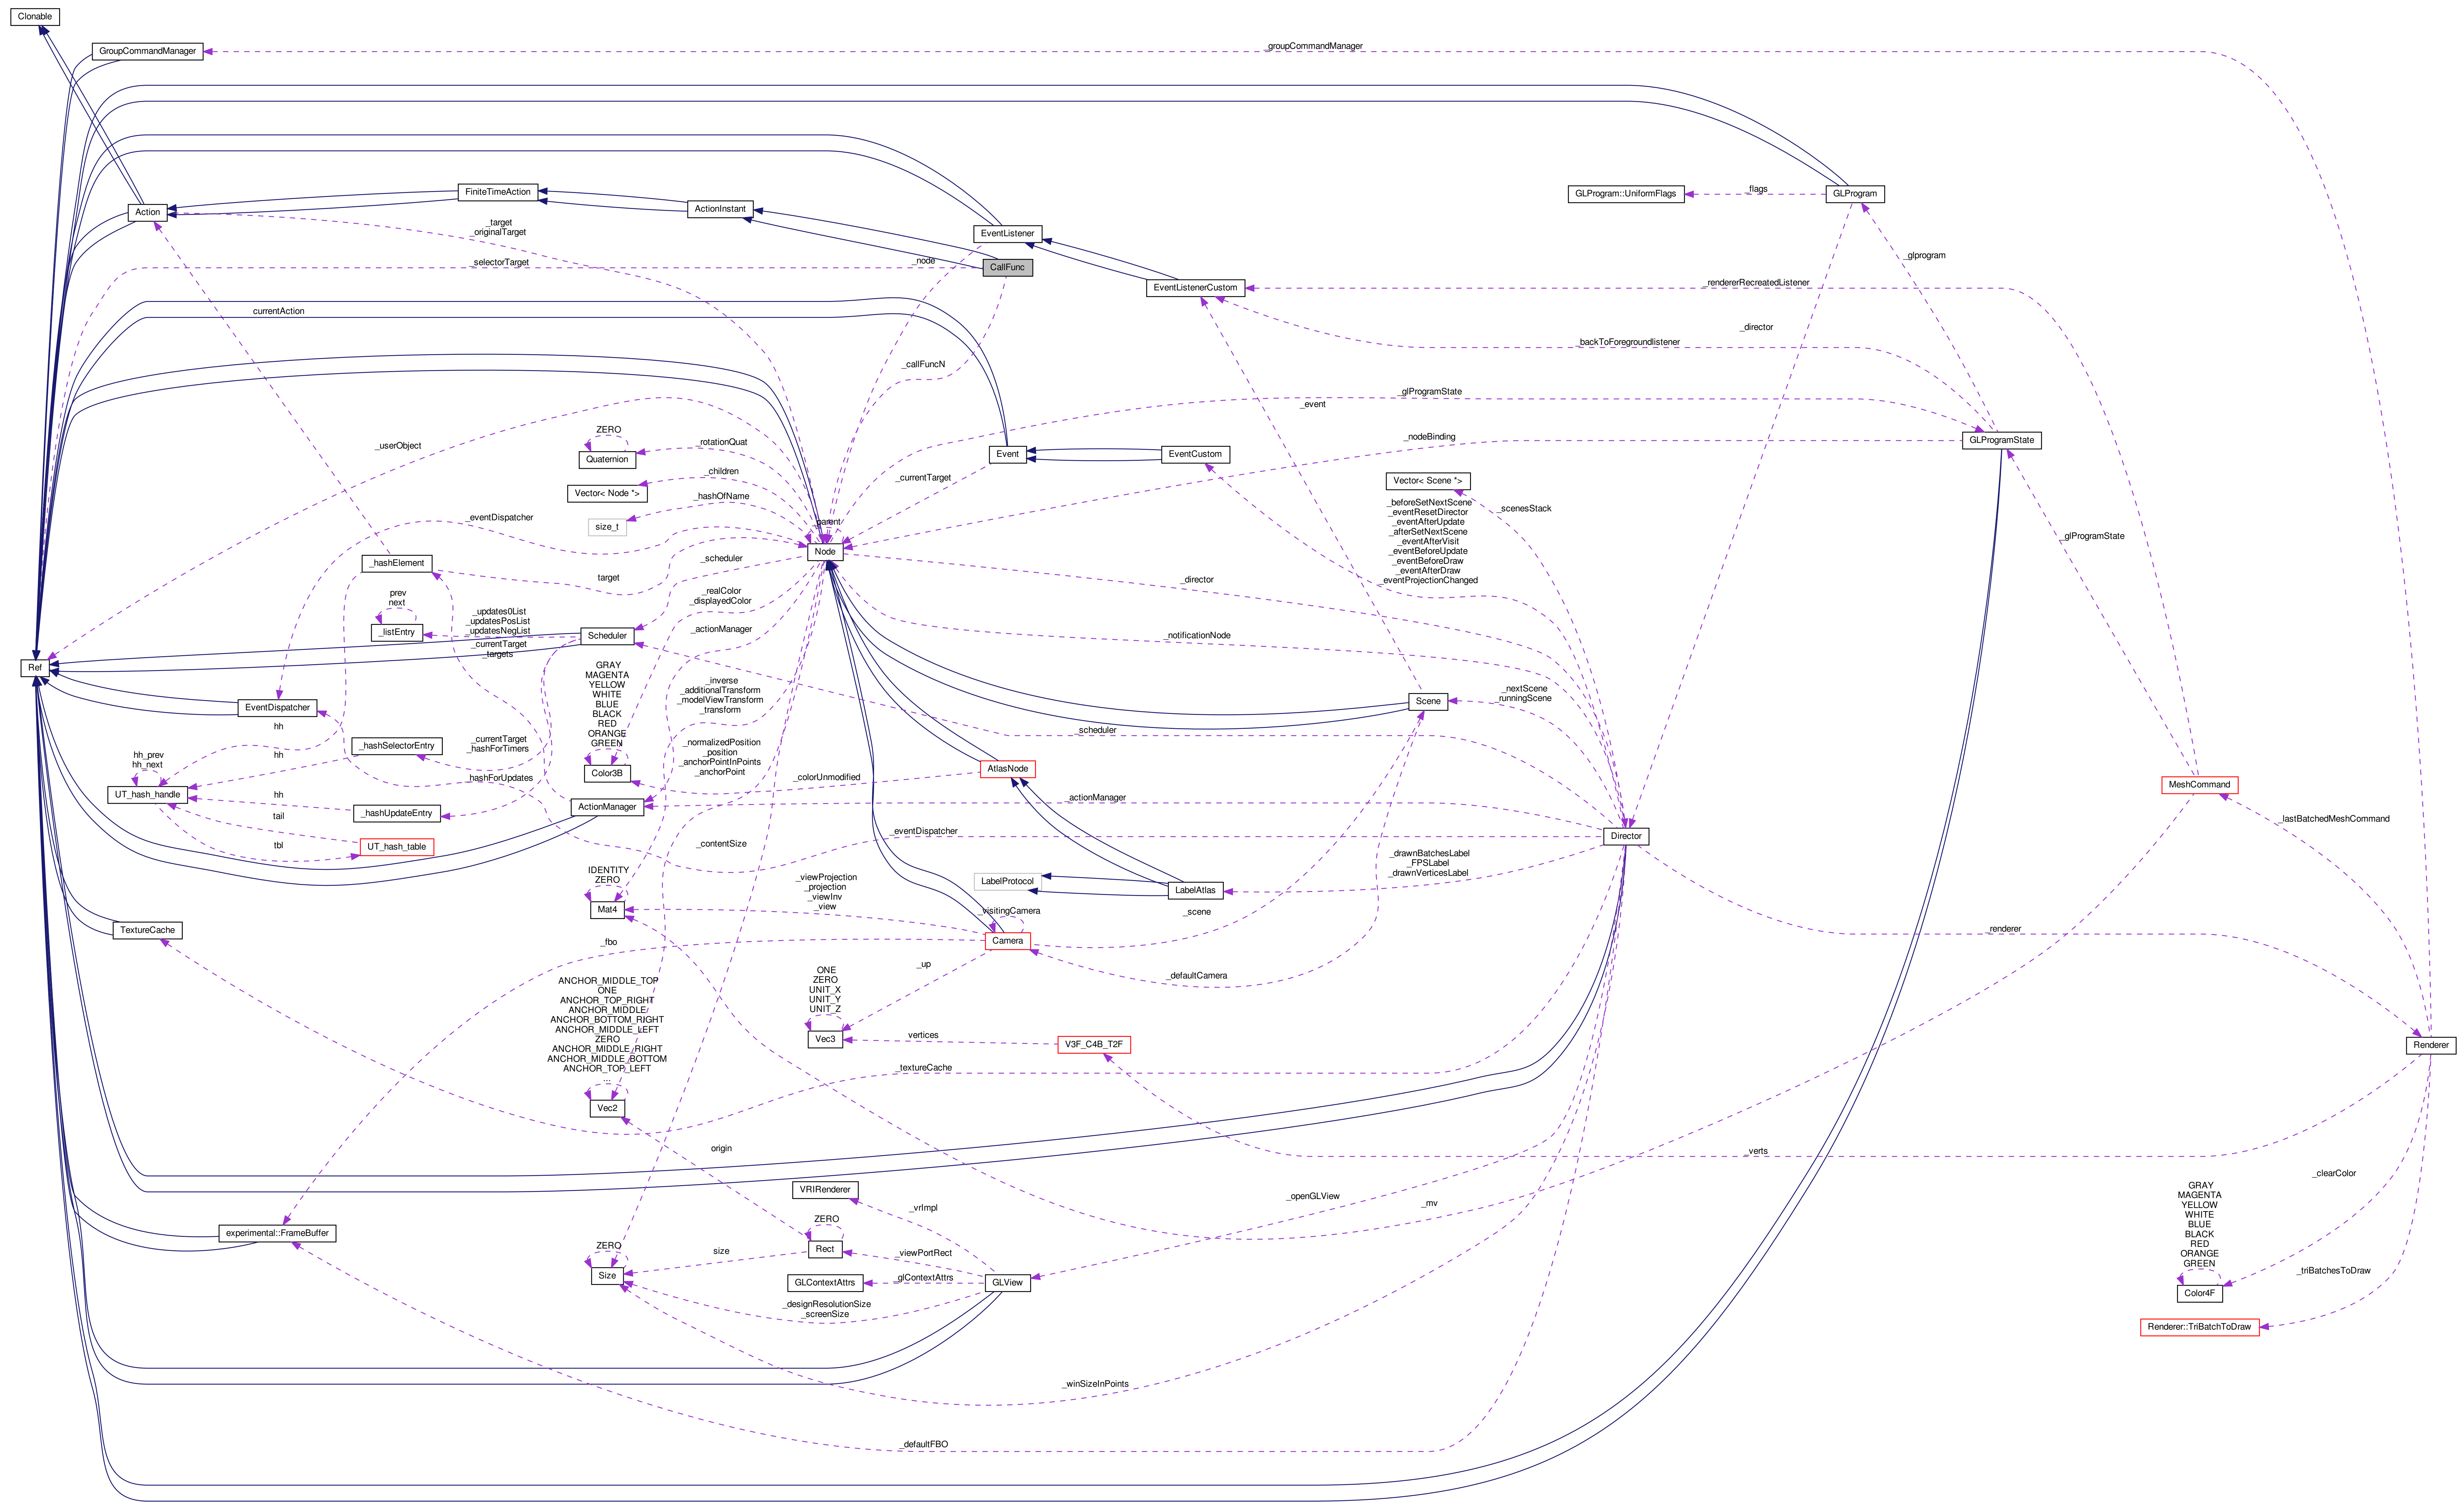 Clonable
_groupCommandManager
GroupCommandManager
FiniteTimeAction
GLProgram::UniformFlags
_flags
GLProgram
Action
ActionInstant
_target
_originalTarget
EventListener
_glprogram
_selectorTarget
_node
CallFunc
EventListenerCustom
_rendererRecreatedListener
currentAction
_director
_backToForegroundlistener
_callFuncN
_glProgramState
_event
ZERO
_userObject
_rotationQuat
_nodeBinding
GLProgramState
Quaternion
Event
EventCustom
_children
_currentTarget
Vector< Scene *>
Vector< Node *>
_hashOfName
_beforeSetNextScene
_eventResetDirector
_eventAfterUpdate
_afterSetNextScene
_eventAfterVisit
_eventBeforeUpdate
_eventBeforeDraw
_eventAfterDraw
_eventProjectionChanged
_scenesStack
_eventDispatcher
size_t
_parent
Node
_glProgramState
_hashElement
_scheduler
target
_director
prev
next
_realColor
_displayedColor
_listEntry
_updates0List
_updatesPosList
_updatesNegList
Scheduler
_actionManager
_notificationNode
_currentTarget
_targets
Ref
GRAY
MAGENTA
YELLOW
WHITE
BLUE
BLACK
RED
ORANGE
GREEN
_inverse
_additionalTransform
_modelViewTransform
_transform
_nextScene
_runningScene
Scene
EventDispatcher
hh
_scheduler
_hashSelectorEntry
_currentTarget
_hashForTimers
hh_prev
hh_next
hh
_normalizedPosition
_position
_anchorPointInPoints
_anchorPoint
Color3B
_colorUnmodified
AtlasNode
_hashForUpdates
UT_hash_handle
hh
_hashUpdateEntry
ActionManager
_actionManager
MeshCommand
tail
tbl
UT_hash_table
_contentSize
_eventDispatcher
Director
_lastBatchedMeshCommand
_drawnBatchesLabel
_FPSLabel
_drawnVerticesLabel
IDENTITY
ZERO
_viewProjection
_projection
_viewInv
_view
LabelProtocol
LabelAtlas
Mat4
_visitingCamera
_scene
TextureCache
_fbo
Camera
_renderer
_up
_defaultCamera
ANCHOR_MIDDLE_TOP
ONE
ANCHOR_TOP_RIGHT
ANCHOR_MIDDLE
ANCHOR_BOTTOM_RIGHT
ANCHOR_MIDDLE_LEFT
ZERO
ANCHOR_MIDDLE_RIGHT
ANCHOR_MIDDLE_BOTTOM
ANCHOR_TOP_LEFT
...
ONE
ZERO
UNIT_X
UNIT_Y
UNIT_Z
Vec3
vertices
V3F_C4B_T2F
Renderer
_textureCache
Vec2
origin
_verts
_clearColor
VRIRenderer
_openGLView
_mv
_vrImpl
GRAY
MAGENTA
YELLOW
WHITE
BLUE
BLACK
RED
ORANGE
GREEN
experimental::FrameBuffer
ZERO
Rect
ZERO
size
_viewPortRect
Size
GLContextAttrs
_glContextAttrs
GLView
_triBatchesToDraw
Color4F
_designResolutionSize
_screenSize
Renderer::TriBatchToDraw
_winSizeInPoints
_defaultFBO